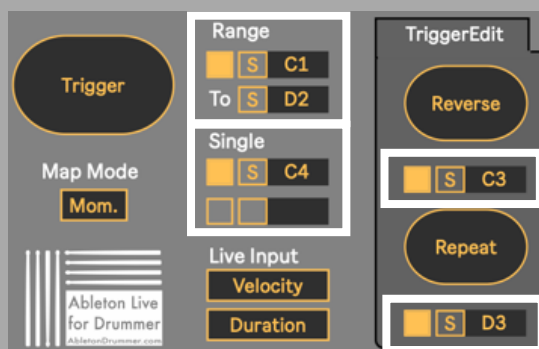 Trigger
Map Mode
Mom.
Ableton Live
for Drummer
AbletonDrummer.com
Range
S C1
To S D2
Single
S C4
Live Input
Velocity
Duration
TriggerEdit
Reverse
S C3
Repeat
S D3